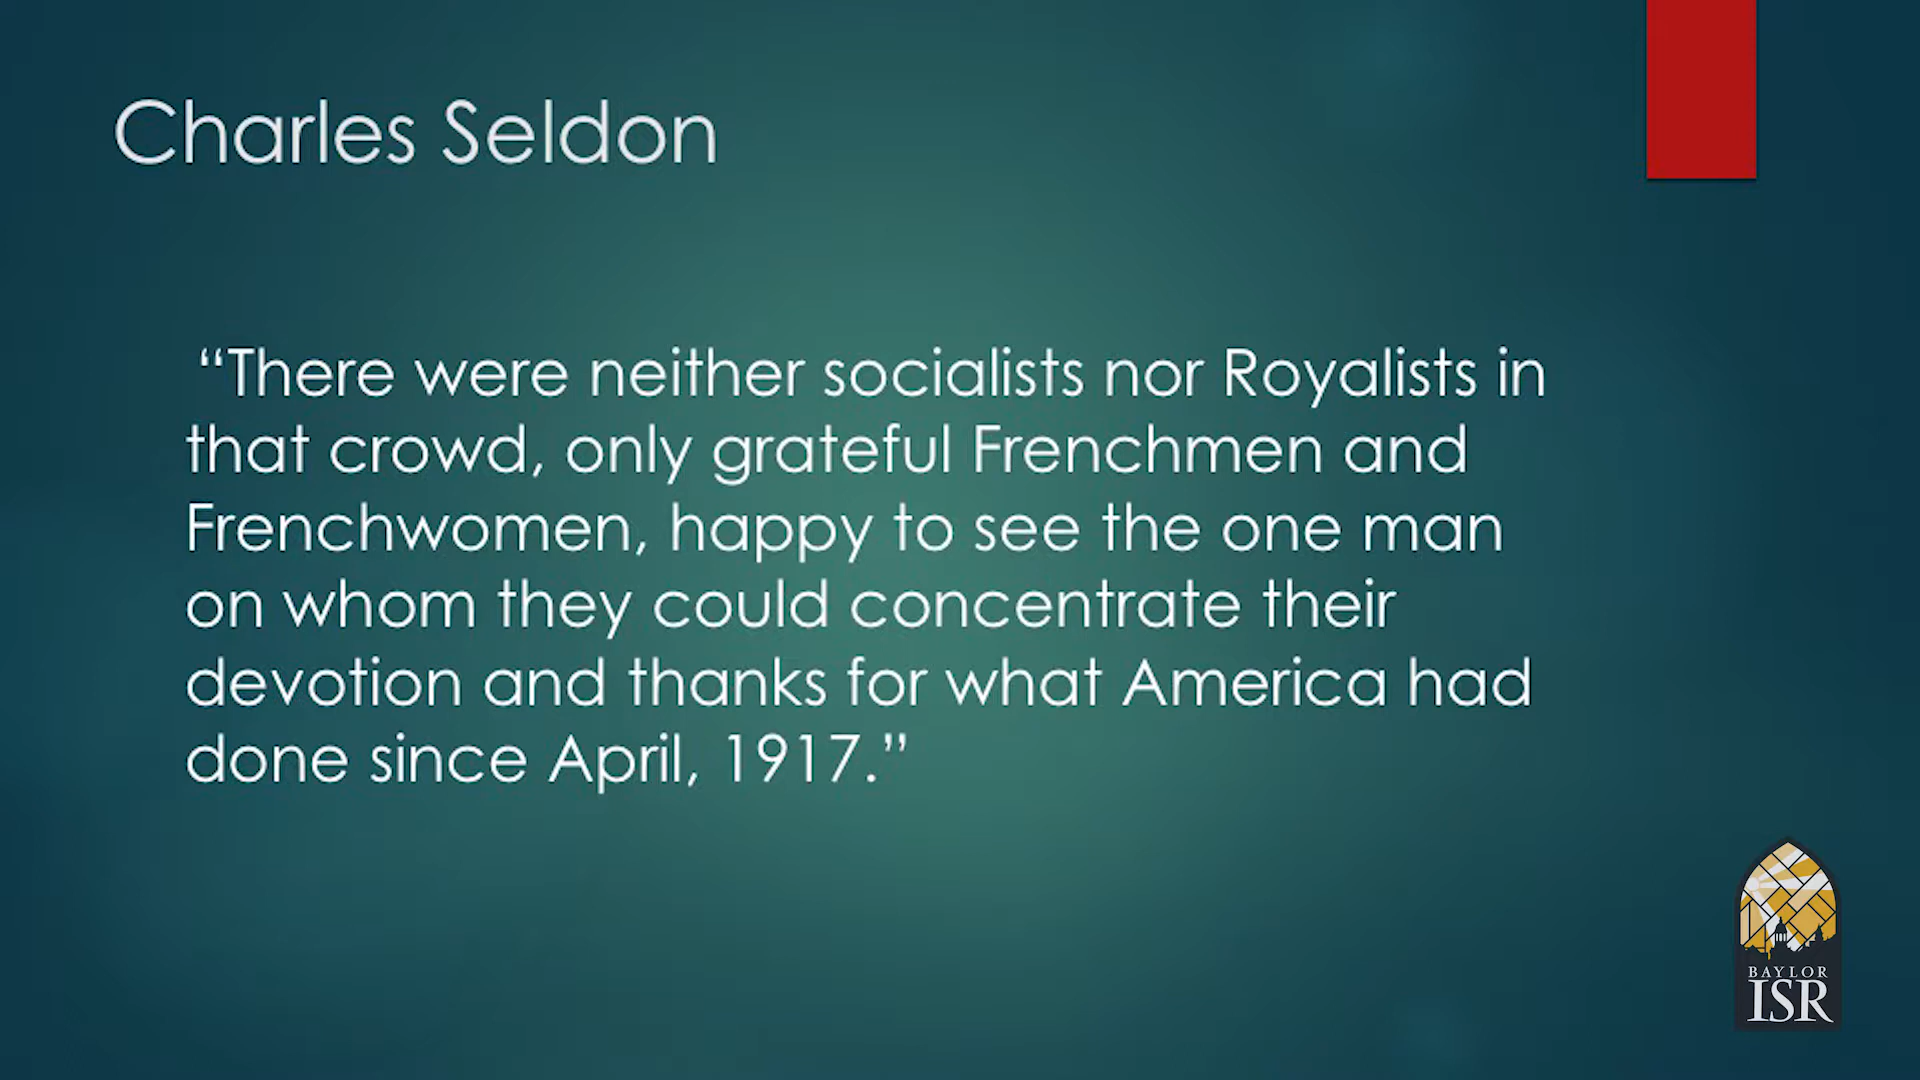 Charles Seldon
“There were neither socialists nor Royalists in
that crowd, only grateful Frenchmen and
Frenchwomen, happy to see the one man
on whom they could concentrate their
devotion and thanks for what America had
done since April, 1917.”
BAYLOR
ISR